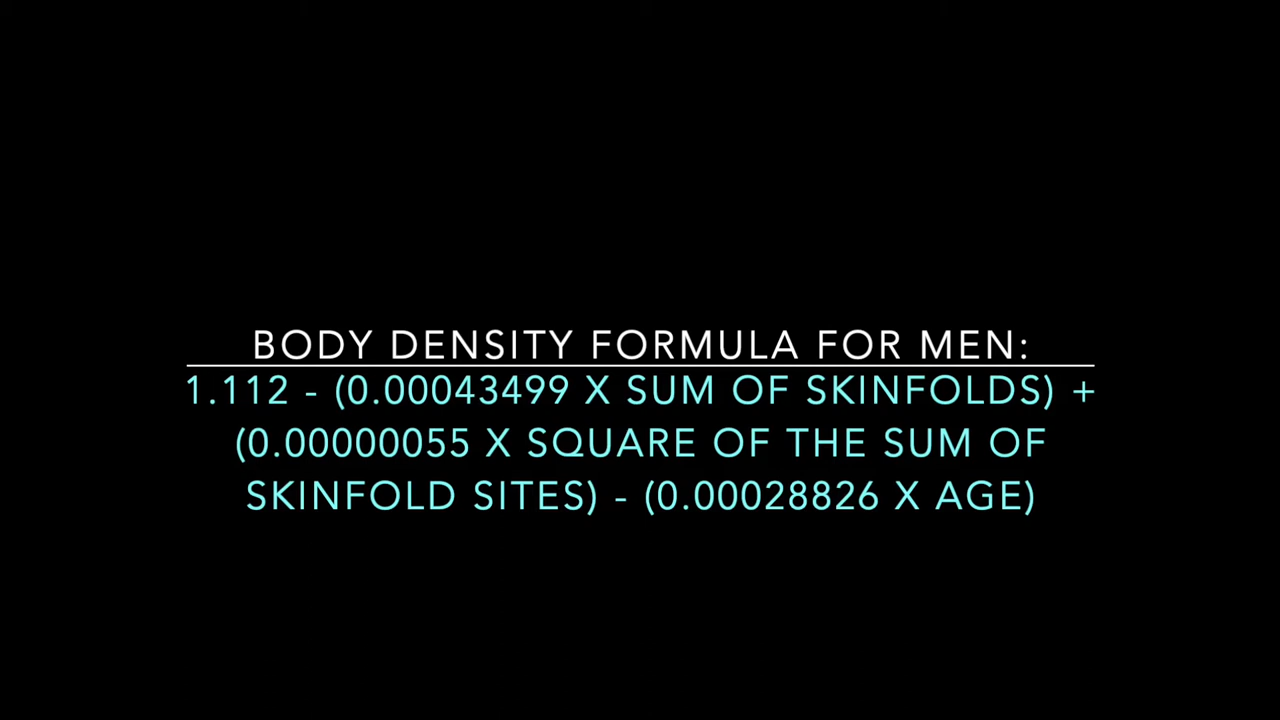 BODY DENSITY FORMULA FOR MEN:
1.112 - (0.00043499 X SUM OF SKINFOLDS) +
(0.00000055 X SQUARE OF THE SUM OF
SKINFOLD SITES) - (0.00028826 X AGE)